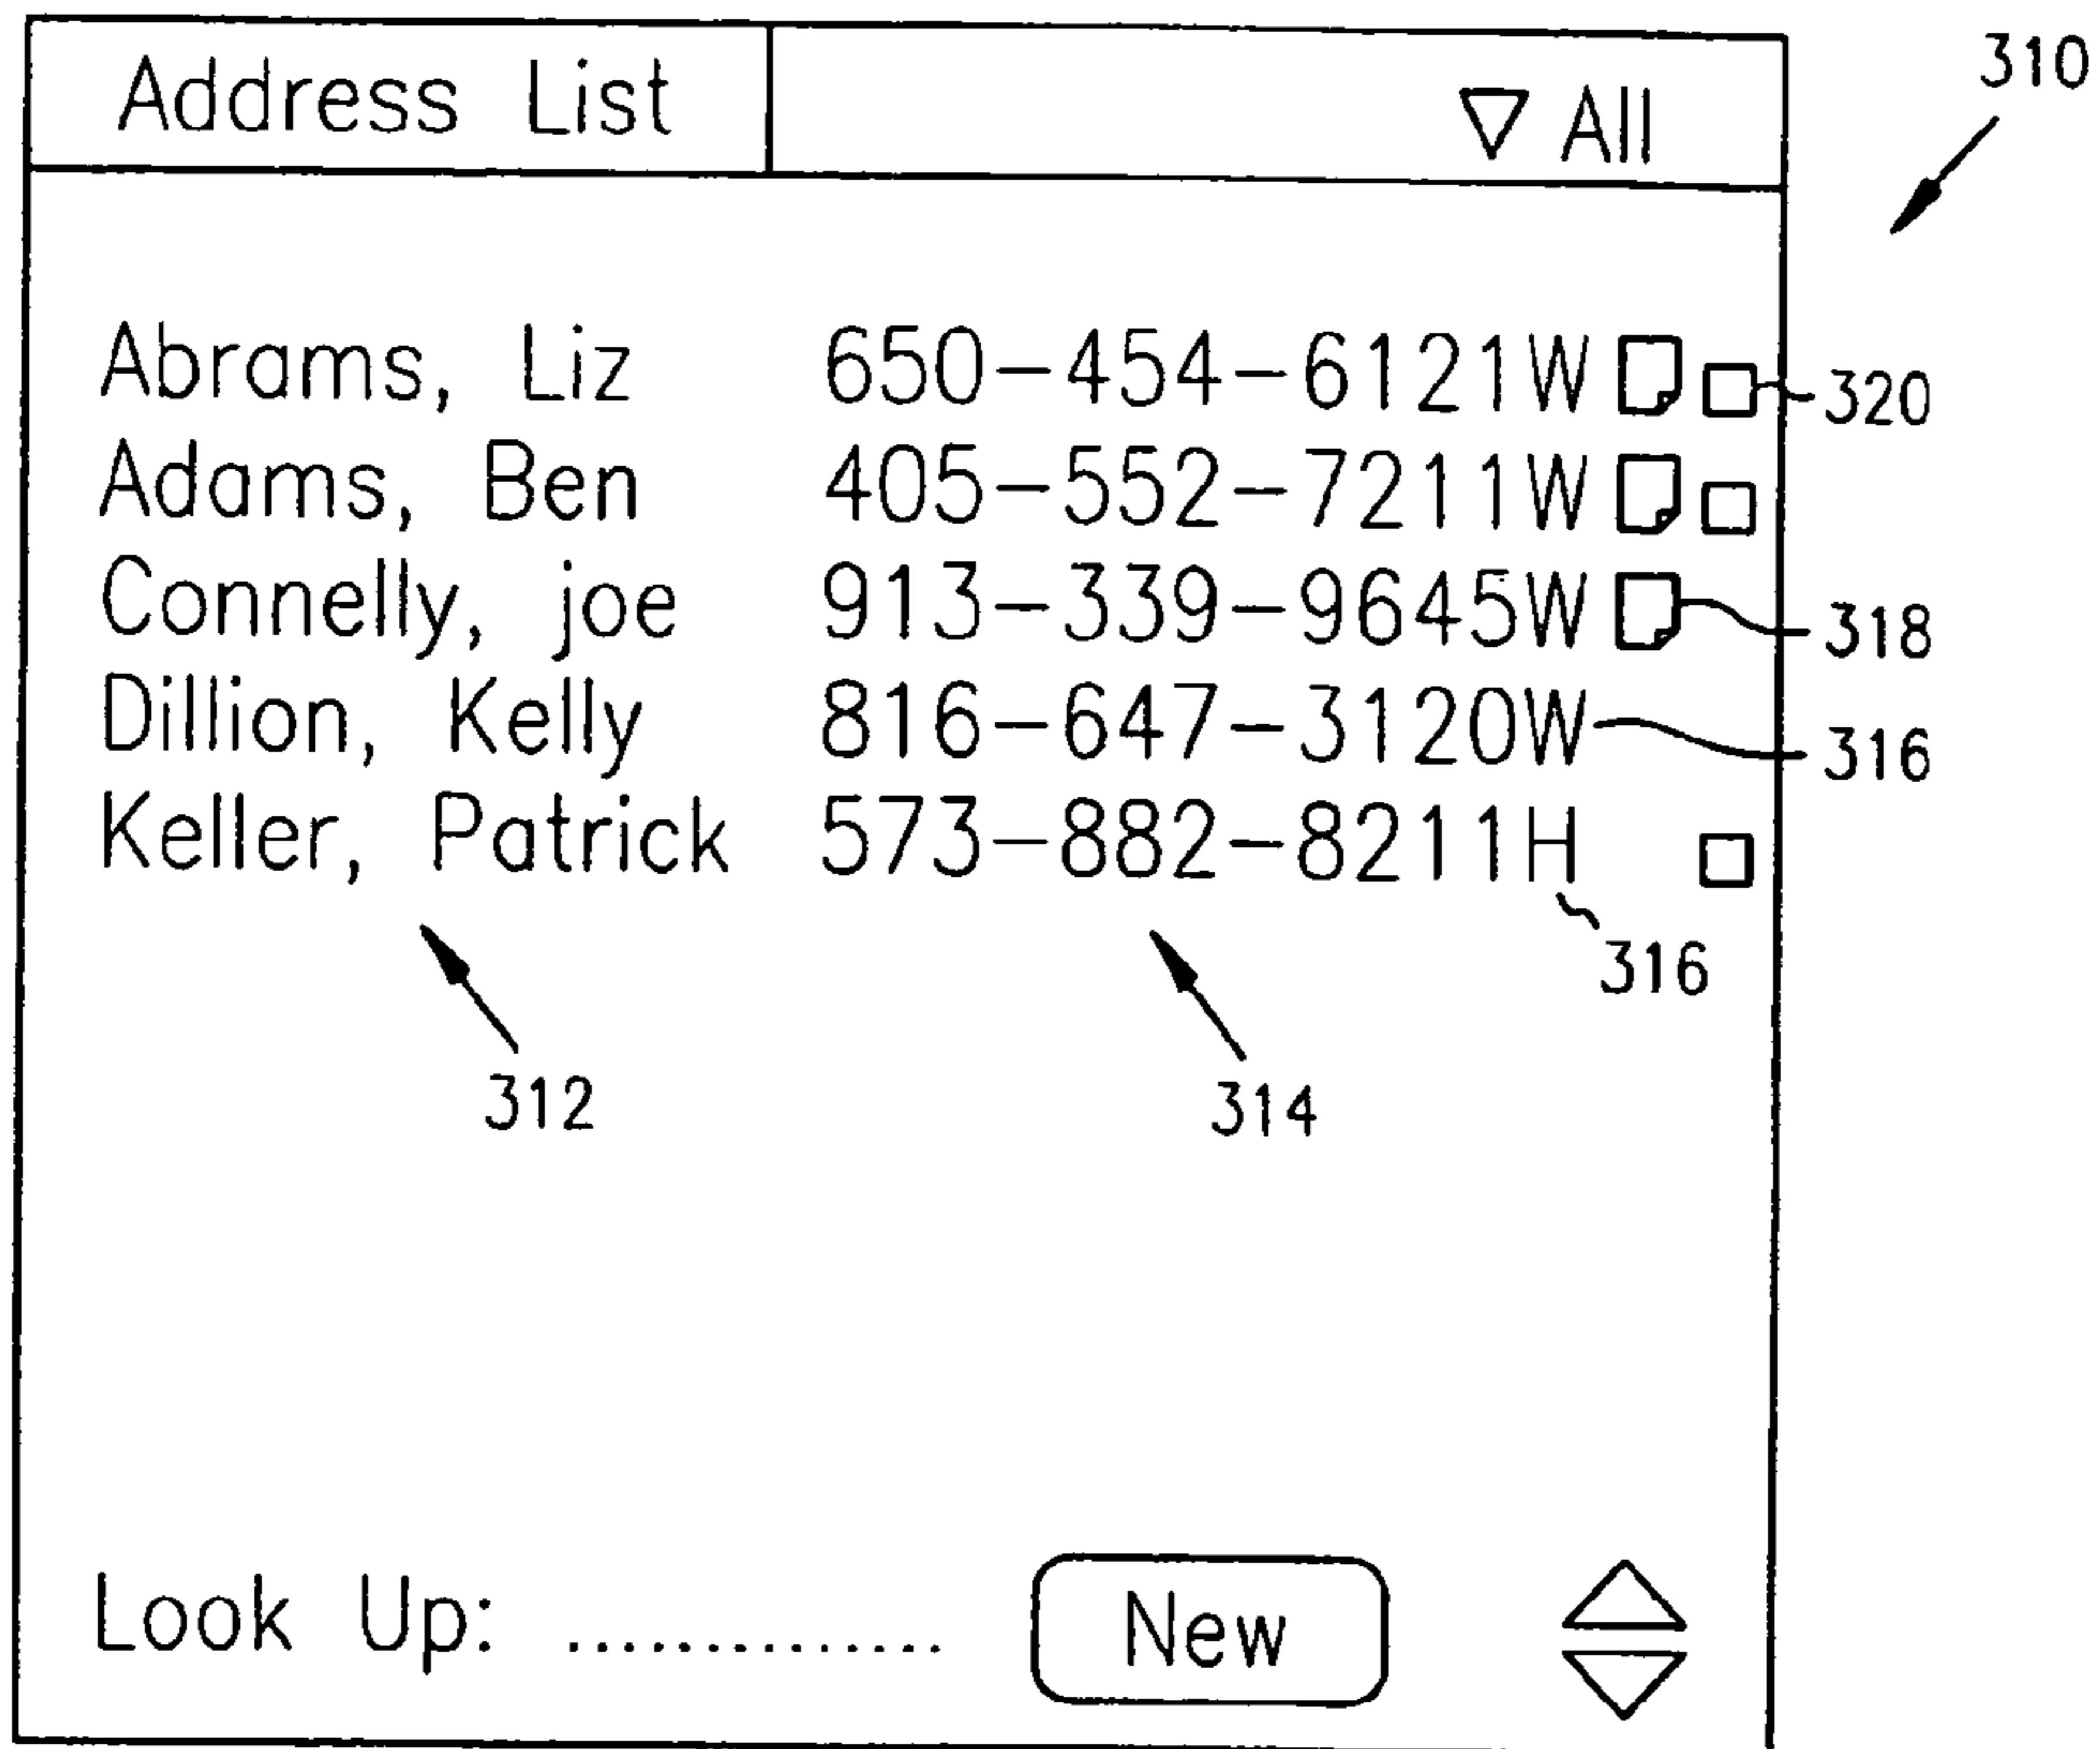 310
Address List All
Abrams, Liz 650-454-6121W 320
Adams, Ben 405-552-7211W
Connelly, joe 913-339-9645W 318
Dillion, Kelly 816-647-3120W 316
Keller, Patrick 573-882-8211H
316
312 314
Look Up: .............. New